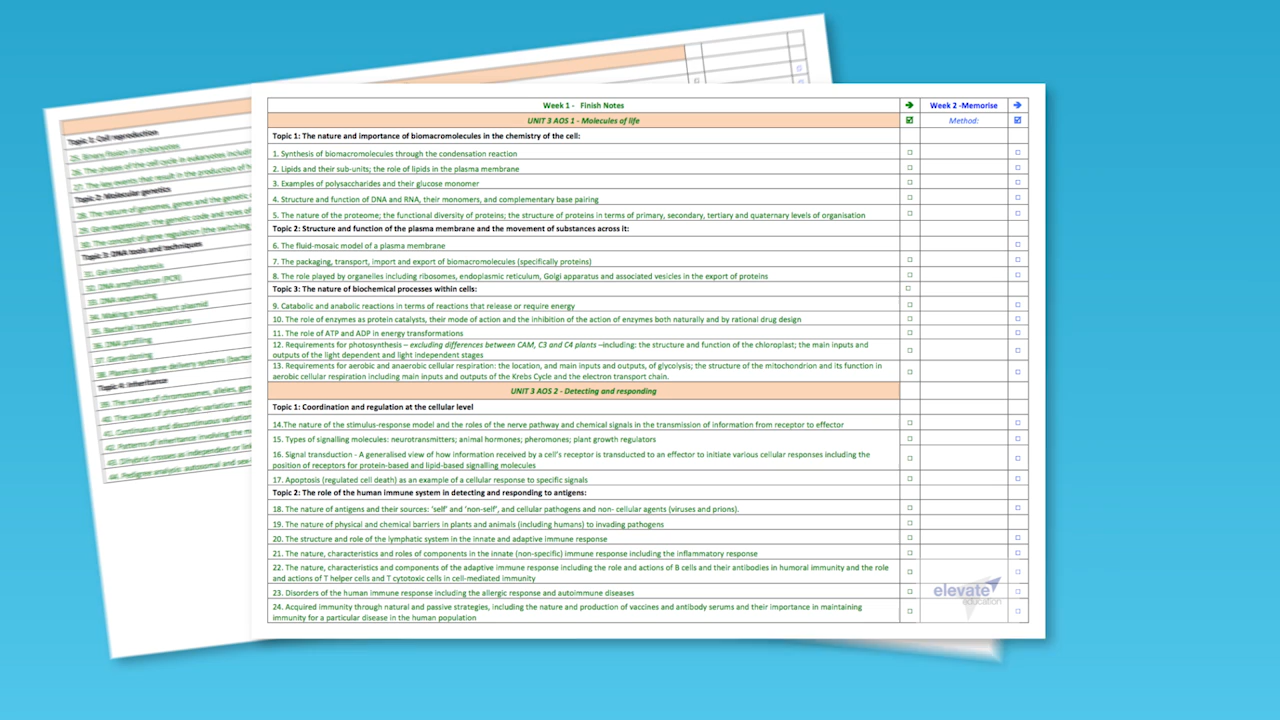 Week 1 -   Finish Notes
Week 2 -Memorise
UNIT 3 AOS 1 - Molecules of life
Method:
Topic 1: The nature and importance of biomacromolecules in the chemistry of the cell:
1. Synthesis of biomacromolecules through the condensation reaction
2. Lipids and their sub-units; the role of lipids in the plasma membrane
3. Examples of polysaccharides and their glucose monomer
4. Structure and function of DNA and RNA, their monomers, and complementary base pairing
5. The nature of the proteome; the functional diversity of proteins; the structure of proteins in terms of primary, secondary, tertiary and quaternary levels of organisation
Topic 2: Structure and function of the plasma membrane and the movement of substances across it:
6. The fluid-mosaic model of a plasma membrane
7. The packaging, transport, import and export of biomacromolecules (specifically proteins)
8. The role played by organelles including ribosomes, endoplasmic reticulum, Golgi apparatus and associated vesicles in the export of proteins
Topic 3: The nature of biochemical processes within cells:
9. Catabolic and anabolic reactions in terms of reactions that release or require energy
10. The role of enzymes as protein catalysts, their mode of action and the inhibition of the action of enzymes both naturally and by rational drug design
11. The role of ATP and ADP in energy transformations
12. Requirements for photosynthesis – excluding differences between CAM, C3 and C4 plants –including: the structure and function of the chloroplast; the main inputs and
outputs of the light dependent and light independent stages
13. Requirements for aerobic and anaerobic cellular respiration: the location, and main inputs and outputs, of glycolysis; the structure of the mitochondrion and its function in
aerobic cellular respiration including main inputs and outputs of the Krebs Cycle and the electron transport chain.
UNIT 3 AOS 2 - Detecting and responding
Topic 1: Coordination and regulation at the cellular level
14.The nature of the stimulus-response model and the roles of the nerve pathway and chemical signals in the transmission of information from receptor to effector
15. Types of signalling molecules: neurotransmitters; animal hormones; pheromones; plant growth regulators
16. Signal transduction - A generalised view of how information received by a cell's receptor is transducted to an effector to initiate various cellular responses including the
position of receptors for protein-based and lipid-based signalling molecules
17. Apoptosis (regulated cell death) as an example of a cellular response to specific signals
Topic 2: The role of the human immune system in detecting and responding to antigens:
18. The nature of antigens and their sources: 'self' and 'non-self', and cellular pathogens and non- cellular agents (viruses and prions).
19. The nature of physical and chemical barriers in plants and animals (including humans) to invading pathogens
20. The structure and role of the lymphatic system in the innate and adaptive immune response
21. The nature, characteristics and roles of components in the innate (non-specific) immune response including the inflammatory response
22. The nature, characteristics and components of the adaptive immune response including the role and actions of B cells and their antibodies in humoral immunity and the role
and actions of T helper cells and T cytotoxic cells in cell-mediated immunity
23. Disorders of the human immune response including the allergic response and autoimmune diseases
24. Acquired immunity through natural and passive strategies, including the nature and production of vaccines and antibody serums and their importance in maintaining
immunity for a particular disease in the human population
elevate
education
Topic 2: Molecular genetics
Topic 3: DNA tools and techniques
31. Gel electrophoresis
32. DNA amplification (PCR)
33. DNA sequencing
34. Making a recombinant plasmid
35. Bacterial transformations
36. DNA profiling
37. Gene cloning
Topic 4: Inheritance